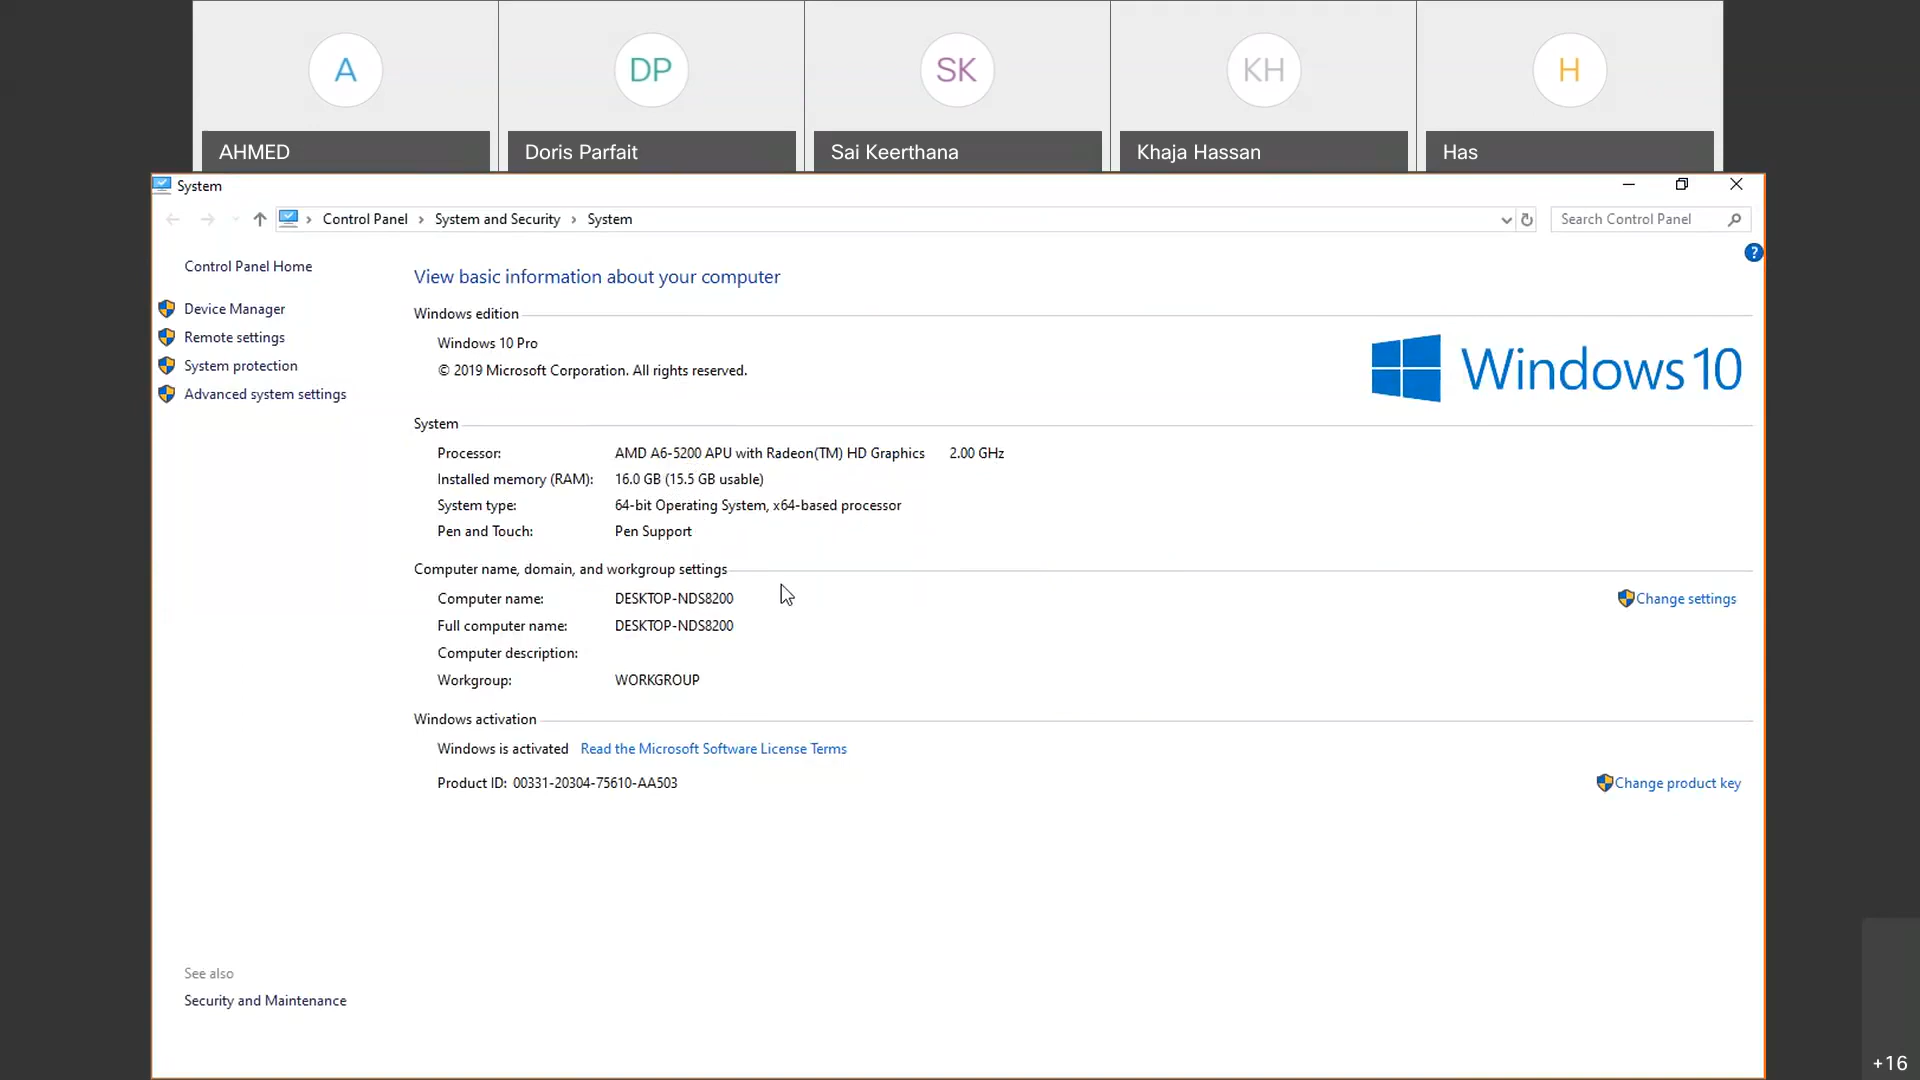 A
DP
SK
KH
H
AHMED
Doris Parfait
Sai Keerthana
Khaja Hassan
Has
System
Control Panel > System and Security > System
Search Control Panel
?
Control Panel Home
Device Manager
Remote settings
System protection
Advanced system settings
View basic information about your computer
Windows edition
Windows 10 Pro
© 2019 Microsoft Corporation. All rights reserved.
Windows 10
System
Processor: AMD A6-5200 APU with Radeon(TM) HD Graphics 2.00 GHz
Installed memory (RAM): 16.0 GB (15.5 GB usable)
System type: 64-bit Operating System, x64-based processor
Pen and Touch: Pen Support
Computer name, domain, and workgroup settings
Computer name: DESKTOP-NDS8200
Change settings
Full computer name: DESKTOP-NDS8200
Computer description:
Workgroup: WORKGROUP
Windows activation
Windows is activated Read the Microsoft Software License Terms
Product ID: 00331-20304-75610-AA503
Change product key
See also
Security and Maintenance
+16